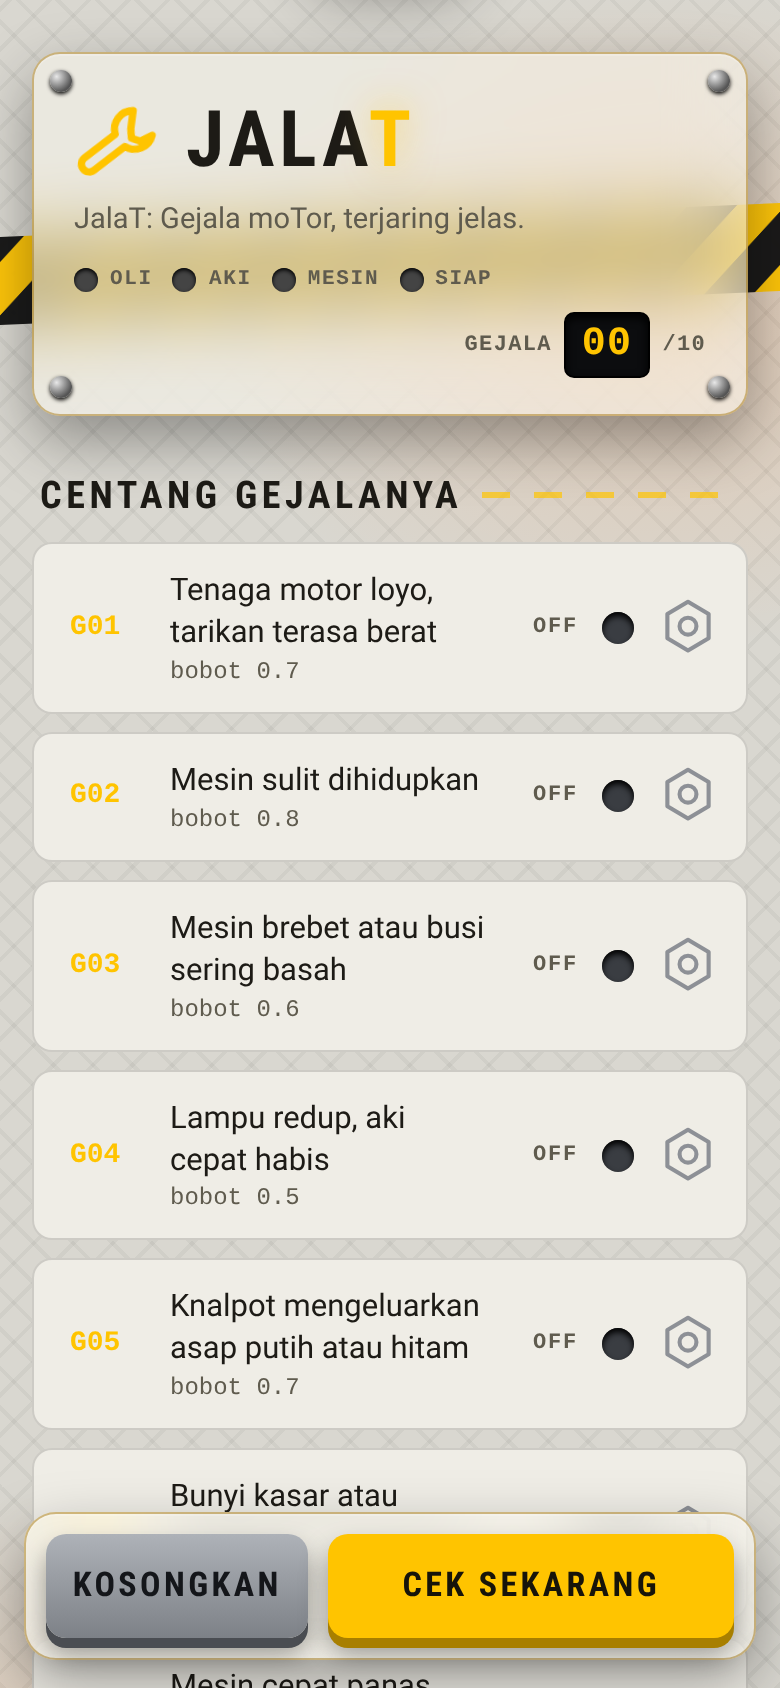 JALAT
JalaT: Gejala moTor, terjaring jelas.
OLI AKI MESIN SIAP
GEJALA 00 /10
CENTANG GEJALANYA
G01 Tenaga motor loyo, tarikan terasa berat OFF
bobot 0.7
G02 Mesin sulit dihidupkan OFF
bobot 0.8
G03 Mesin brebet atau busi sering basah OFF
bobot 0.6
G04 Lampu redup, aki cepat habis OFF
bobot 0.5
G05 Knalpot mengeluarkan asap putih atau hitam OFF
bobot 0.7
Bunyi kasar atau
KOSONGKAN CEK SEKARANG
Mesin cepat panas